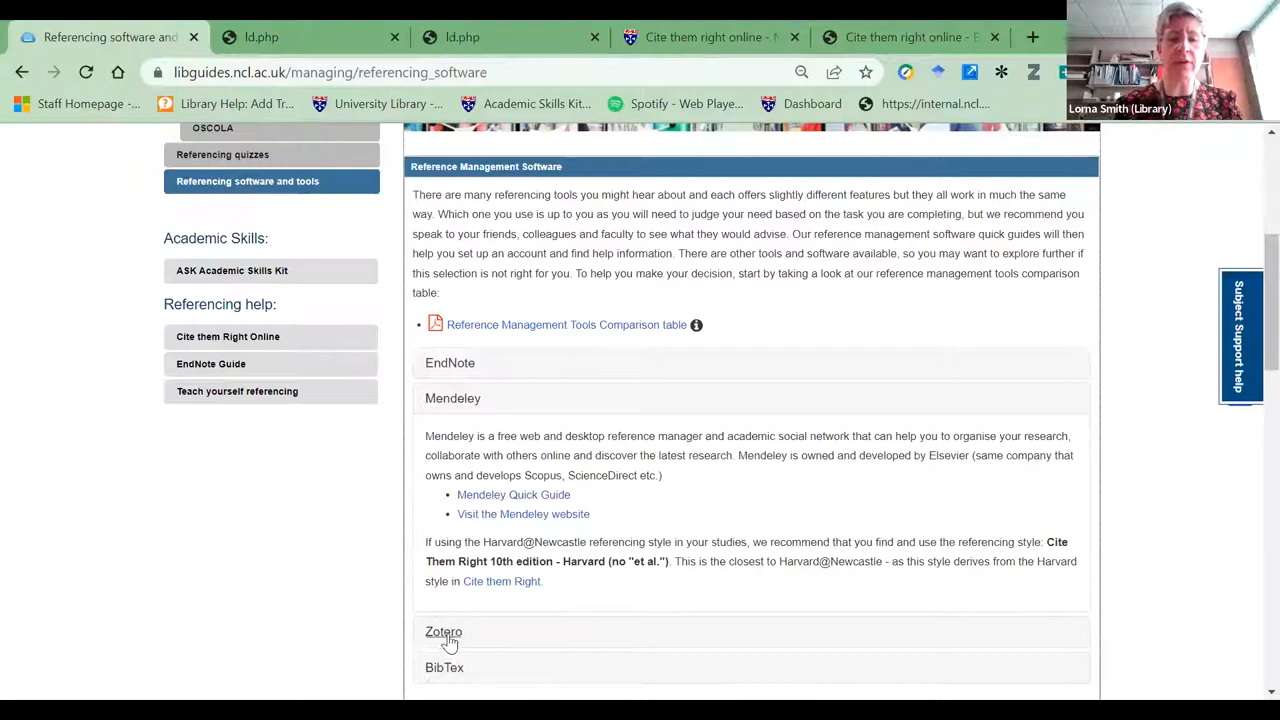 Referencing software and
ld.php
ld.php
Cite them right online -
Cite them right online -
libguides.ncl.ac.uk/managing/referencing_software
Staff Homepage -...
Library Help: Add Tr...
University Library -...
Academic Skills Kit...
Spotify - Web Playe...
Dashboard
https://internal.ncl....
Lorna Smith (Library)
OSCOLA
Referencing quizzes
Referencing software and tools
Academic Skills:
ASK Academic Skills Kit
Referencing help:
Cite them Right Online
EndNote Guide
Teach yourself referencing
Reference Management Software
There are many referencing tools you might hear about and each offers slightly different features but they all work in much the same
way. Which one you use is up to you as you will need to judge your need based on the task you are completing, but we recommend you
speak to your friends, colleagues and faculty to see what they would advise. Our reference management software quick guides will then
help you set up an account and find help information. There are other tools and software available, so you may want to explore further if
this selection is not right for you. To help you make your decision, start by taking a look at our reference management tools comparison
table:
• Reference Management Tools Comparison table
EndNote
Mendeley
Mendeley is a free web and desktop reference manager and academic social network that can help you to organise your research,
collaborate with others online and discover the latest research. Mendeley is owned and developed by Elsevier (same company that
owns and develops Scopus, ScienceDirect etc.)
• Mendeley Quick Guide
• Visit the Mendeley website
If using the Harvard@Newcastle referencing style in your studies, we recommend that you find and use the referencing style: Cite
Them Right 10th edition - Harvard (no "et al."). This is the closest to Harvard@Newcastle - as this style derives from the Harvard
style in Cite them Right.
Zotero
BibTex
Subject Support help